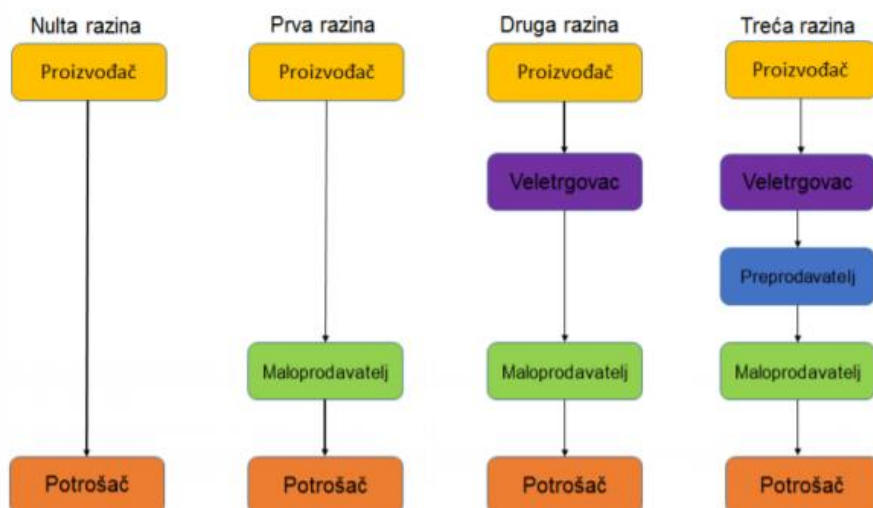 Nulta razina
Prva razina
Druga razina
Treća razina
Proizvođač
Proizvođač
Proizvođač
Proizvođač
Veletrgovac
Veletrgovac
Preprodavatelj
Maloprodavatelj
Maloprodavatelj
Maloprodavatelj
Potrošač
Potrošač
Potrošač
Potrošač